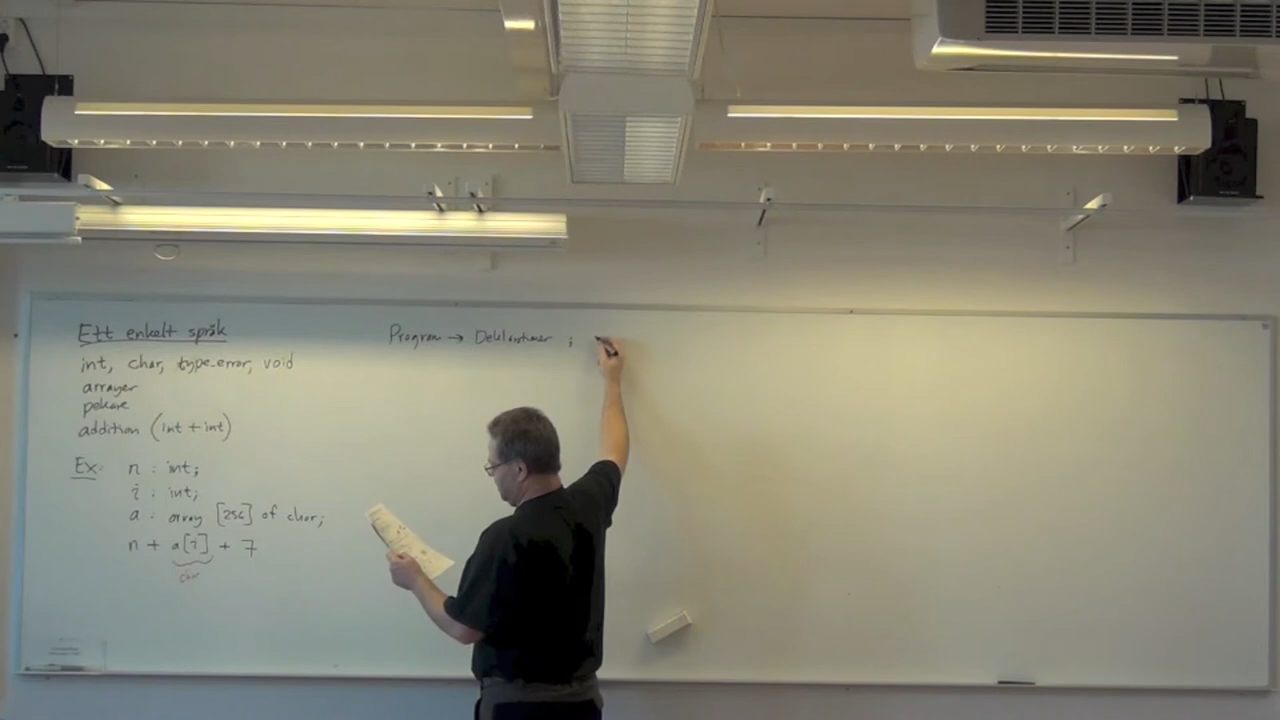 Ett enkelt språk
int, char, type-error, void
arrayer
pekare
addition (int + int)
Ex: n : int;
i : int;
a : array [256] of char;
n + a[i] + 7
char
Program → Deklarationer ;